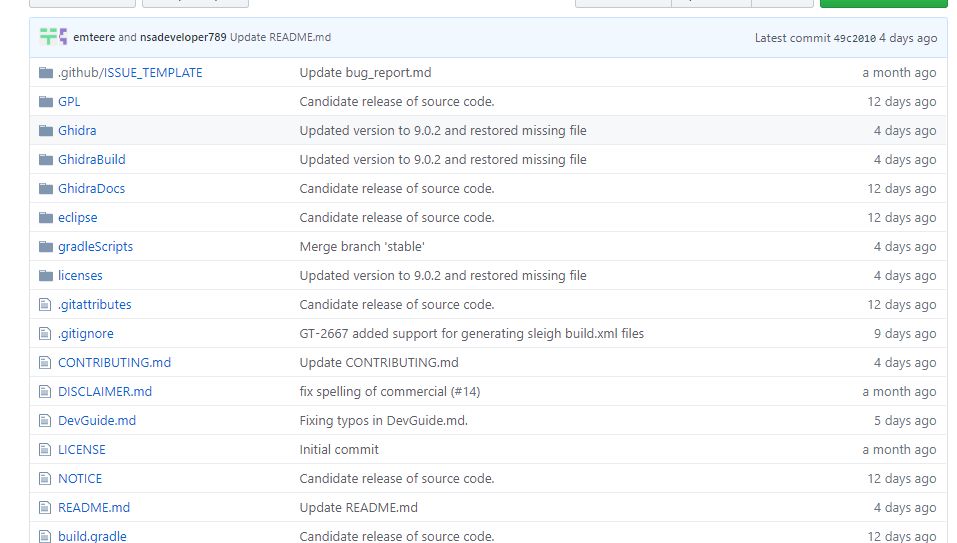 emteere and nsadeveloper789 Update README.md Latest commit 49c2010 4 days ago
.github/ISSUE_TEMPLATE Update bug_report.md a month ago
GPL Candidate release of source code. 12 days ago
Ghidra Updated version to 9.0.2 and restored missing file 4 days ago
GhidraBuild Updated version to 9.0.2 and restored missing file 4 days ago
GhidraDocs Candidate release of source code. 12 days ago
eclipse Candidate release of source code. 12 days ago
gradleScripts Merge branch 'stable' 4 days ago
licenses Updated version to 9.0.2 and restored missing file 4 days ago
.gitattributes Candidate release of source code. 12 days ago
.gitignore GT-2667 added support for generating sleigh build.xml files 9 days ago
CONTRIBUTING.md Update CONTRIBUTING.md 4 days ago
DISCLAIMER.md fix spelling of commercial (#14) a month ago
DevGuide.md Fixing typos in DevGuide.md. 5 days ago
LICENSE Initial commit a month ago
NOTICE Candidate release of source code. 12 days ago
README.md Update README.md 4 days ago
build.gradle Candidate release of source code. 12 days ago